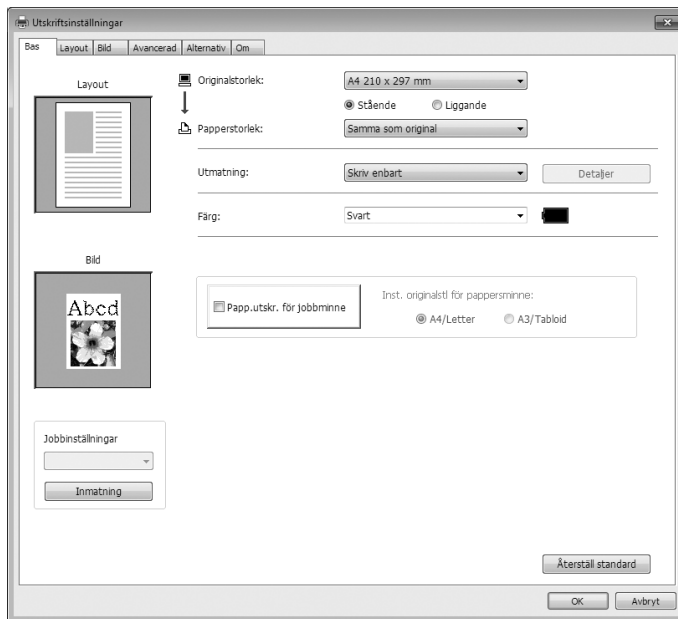 Utskriftsinställningar
Bas Layout Bild Avancerad Alternativ Om
Layout
Originalstorlek: A4 210 x 297 mm
Stående Liggande
Papperstorlek: Samma som original
Utmatning: Skriv enbart Detaljer
Färg: Svart
Bild
Abcd
Papp.utskr. för jobbminne
Inst. originalstl för pappersminne:
A4/Letter A3/Tabloid
Jobbinställningar
Inmatning
Återställ standard
OK Avbryt